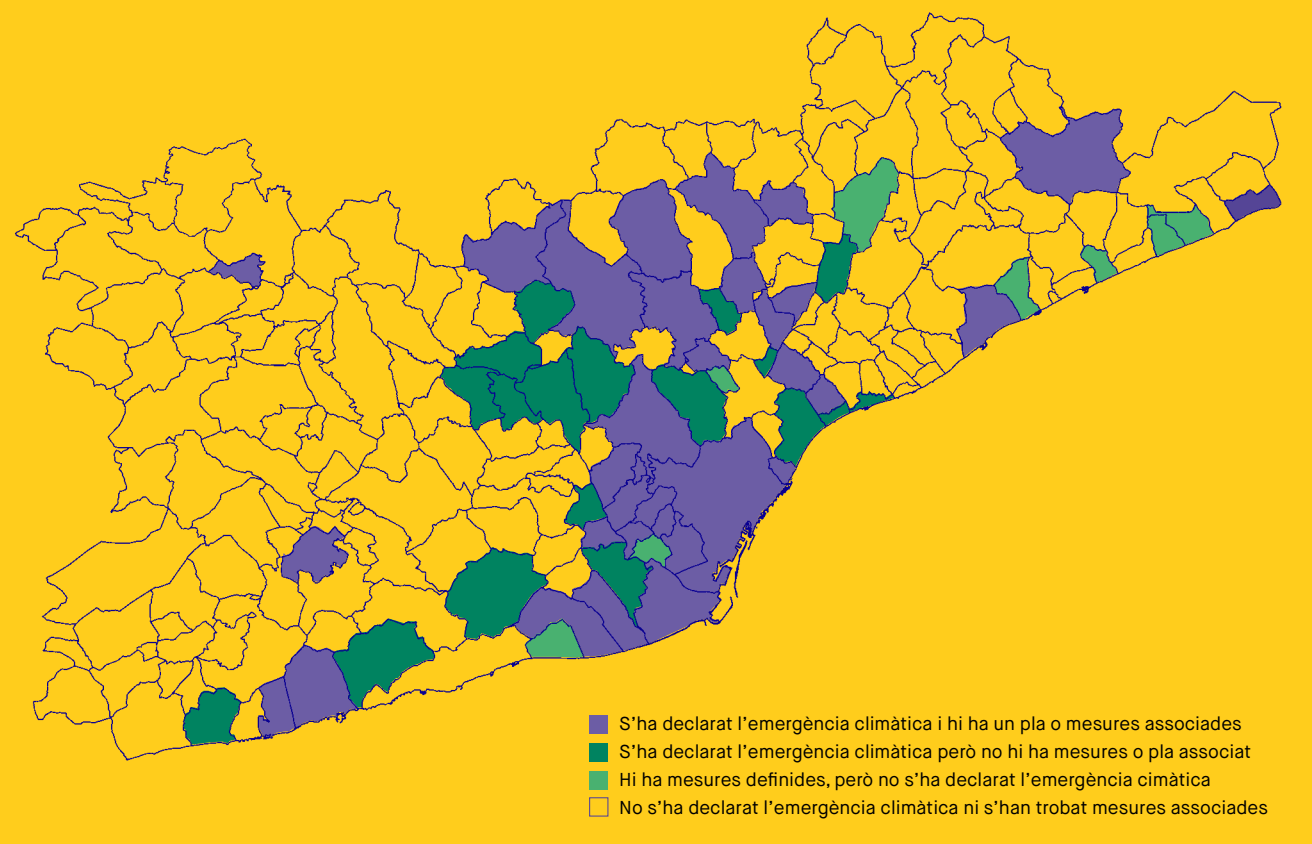 S’ha declarat l’emergència climàtica i hi ha un pla o mesures associades
S’ha declarat l’emergència climàtica però no hi ha mesures o pla associat
Hi ha mesures definides, però no s’ha declarat l’emergència cimàtica
No s’ha declarat l’emergència climàtica ni s’han trobat mesures associades